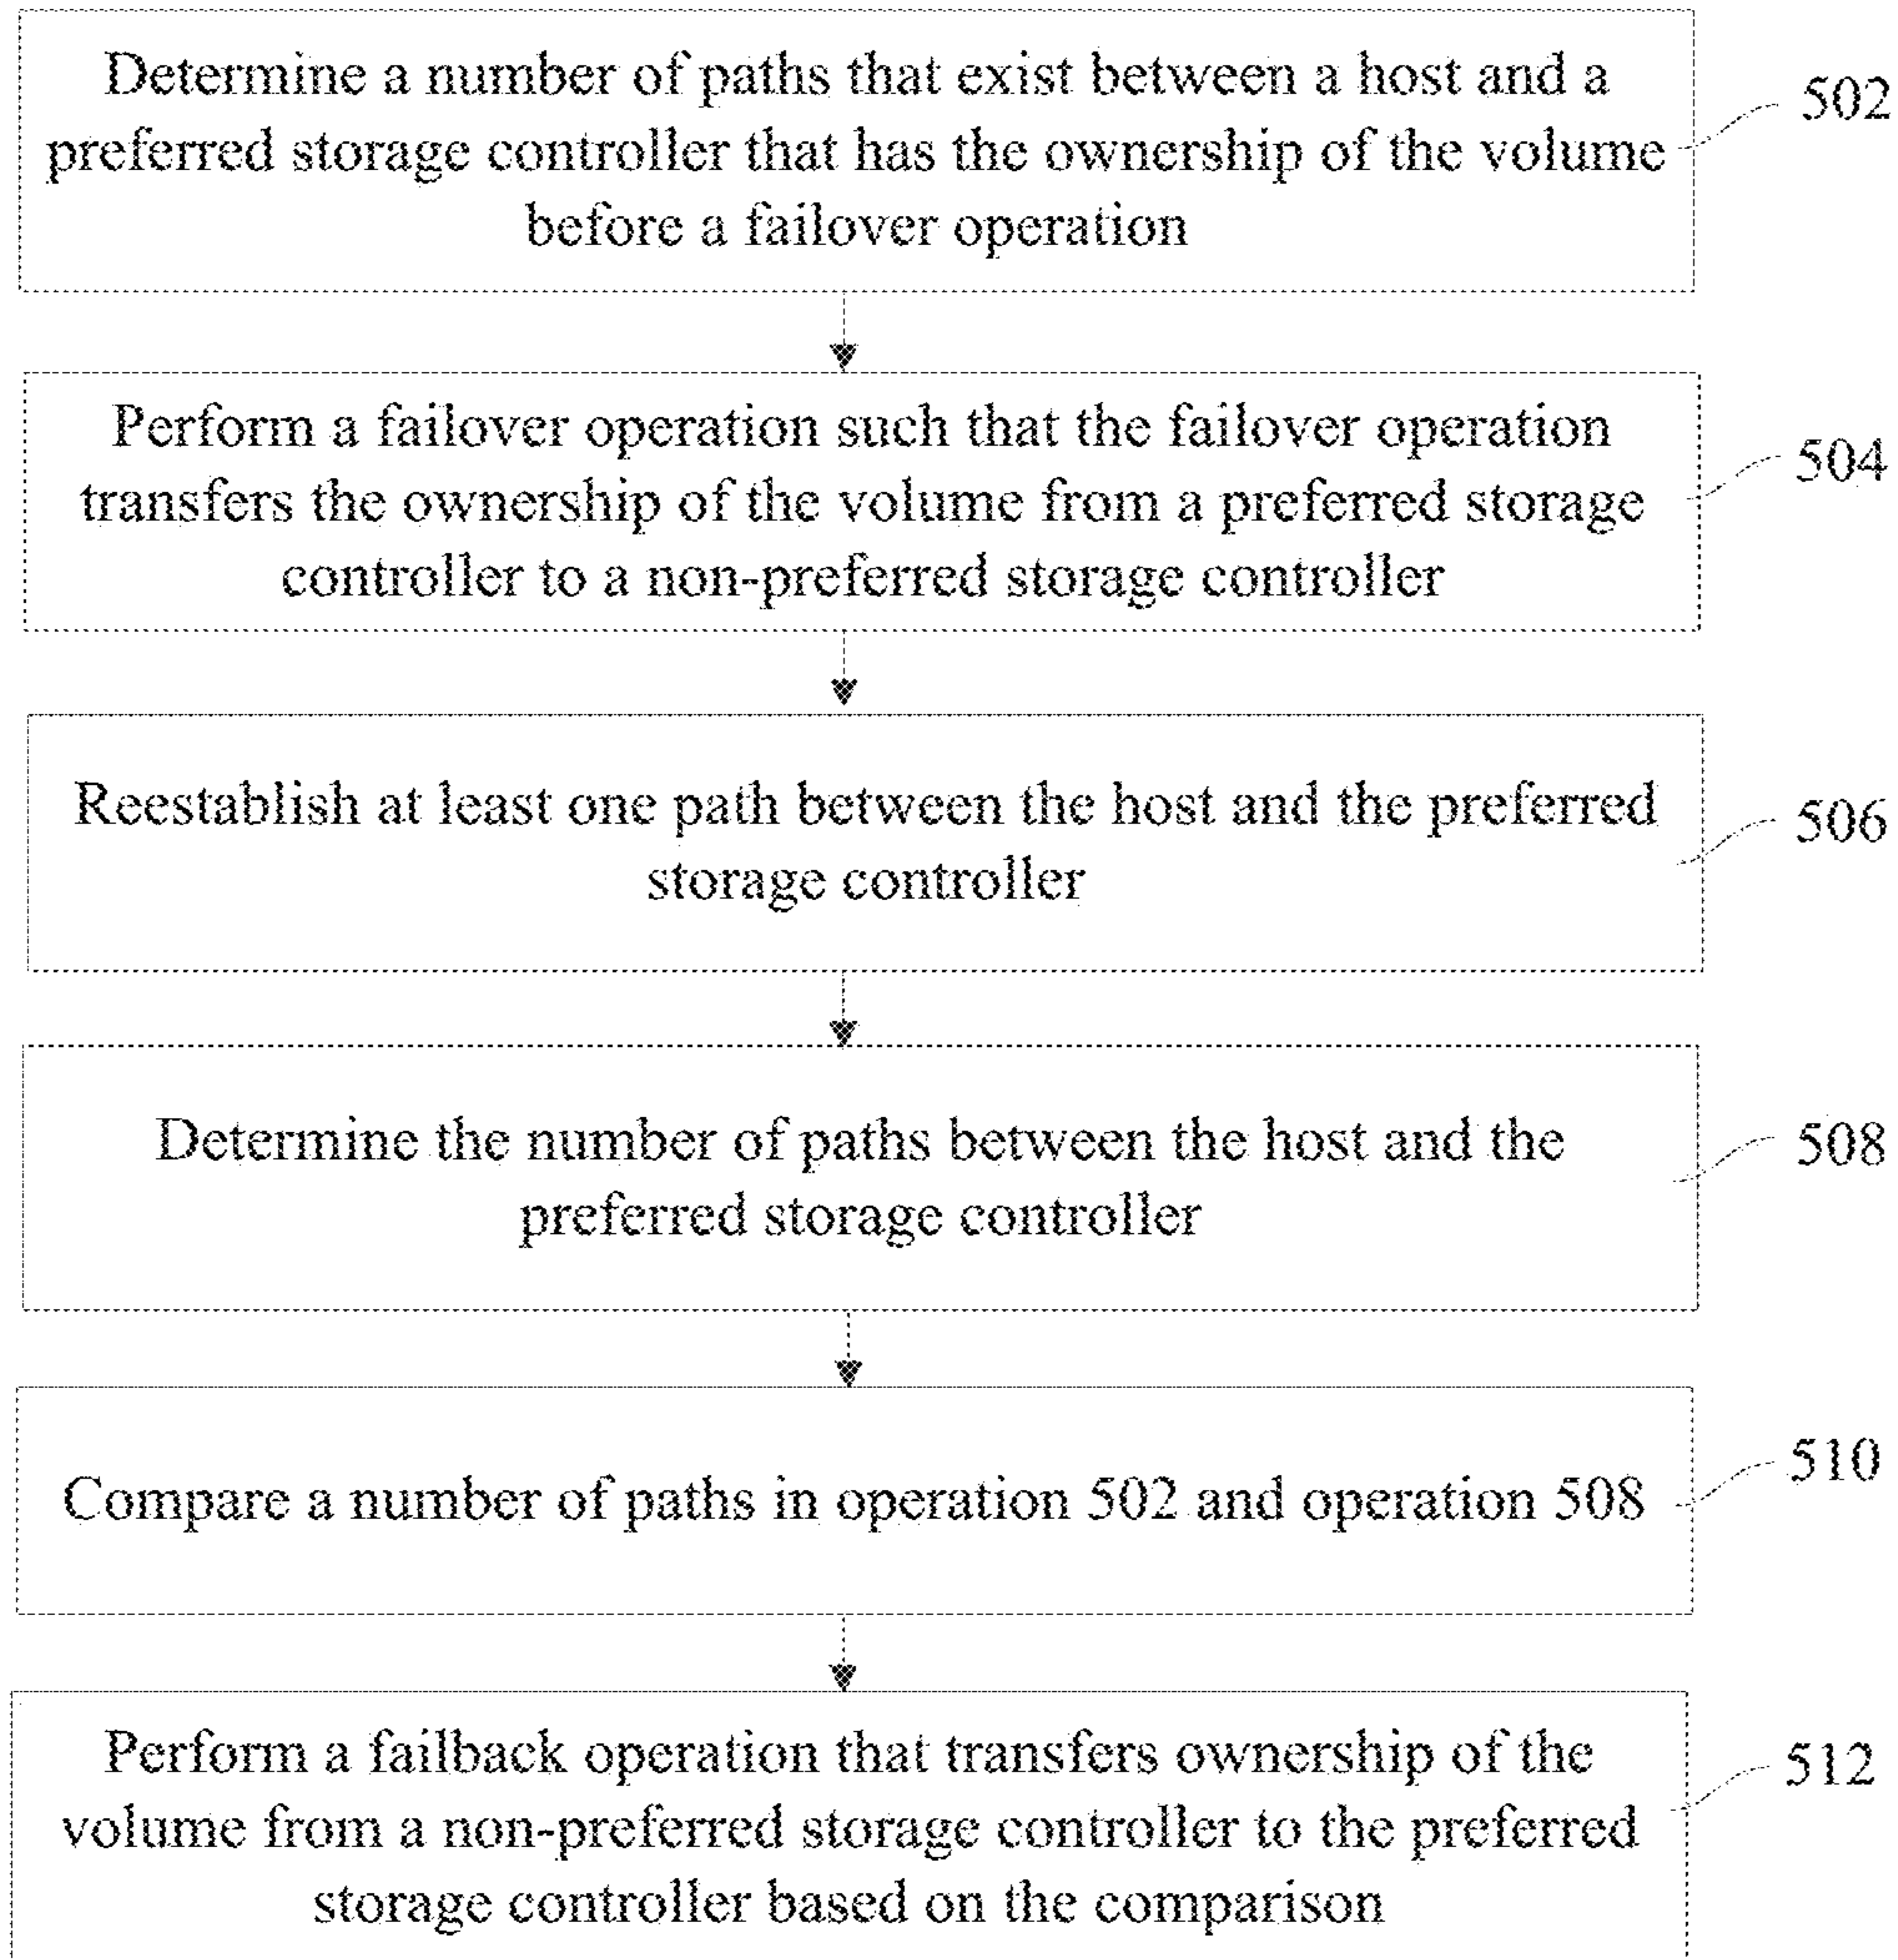 Determine a number of paths that exist between a host and a
preferred storage controller that has the ownership of the volume
before a failover operation
502
Perform a failover operation such that the failover operation
transfers the ownership of the volume from a preferred storage
controller to a non-preferred storage controller
504
Reestablish at least one path between the host and the preferred
storage controller
506
Determine the number of paths between the host and the
preferred storage controller
508
Compare a number of paths in operation 502 and operation 508
510
Perform a failback operation that transfers ownership of the
volume from a non-preferred storage controller to the preferred
storage controller based on the comparison
512